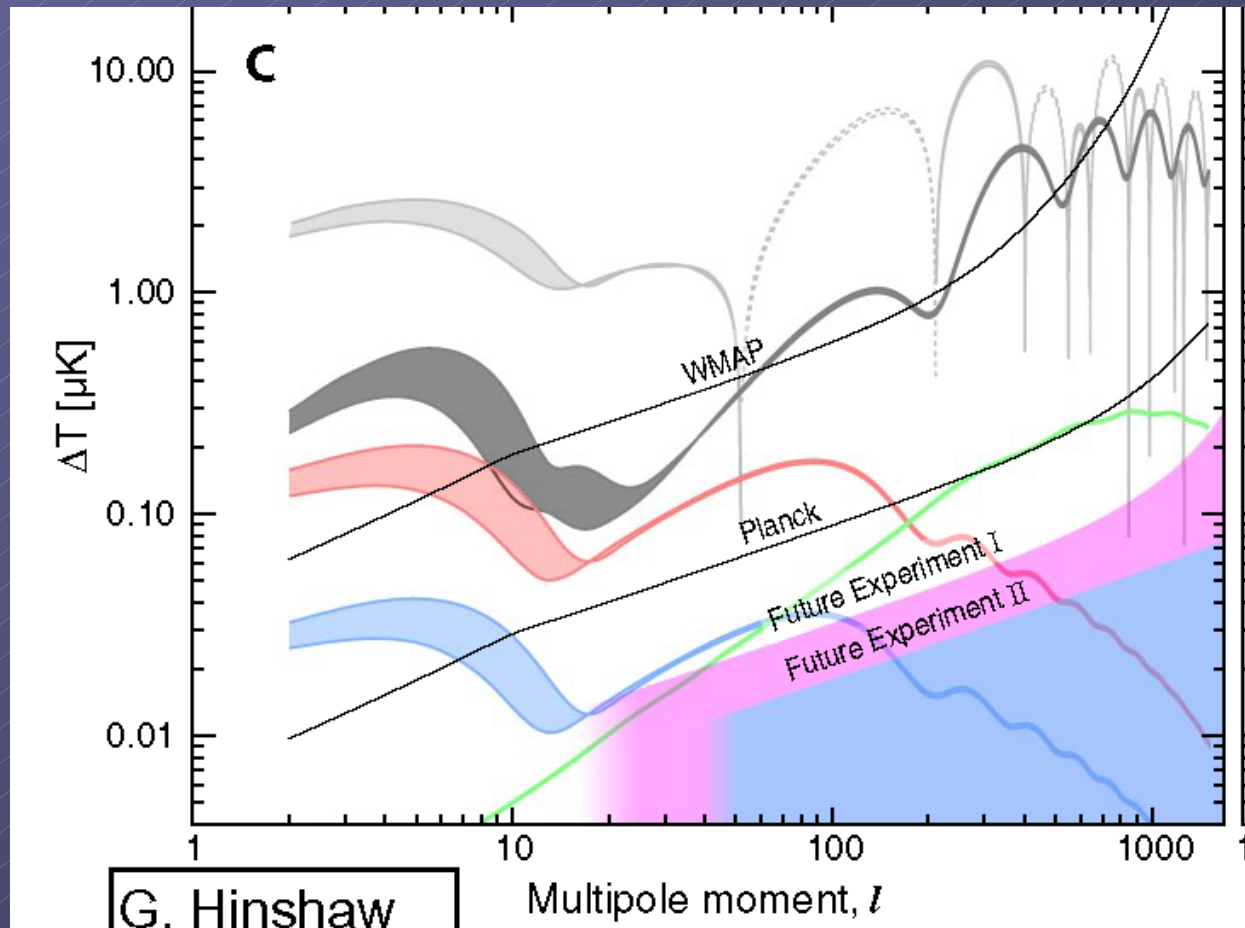 C
10.00
1.00
0.10
0.01
ΔT [μK]
WMAP
Planck
Future Experiment I
Future Experiment II
1 10 100 1000 1
Multipole moment, l
G. Hinshaw